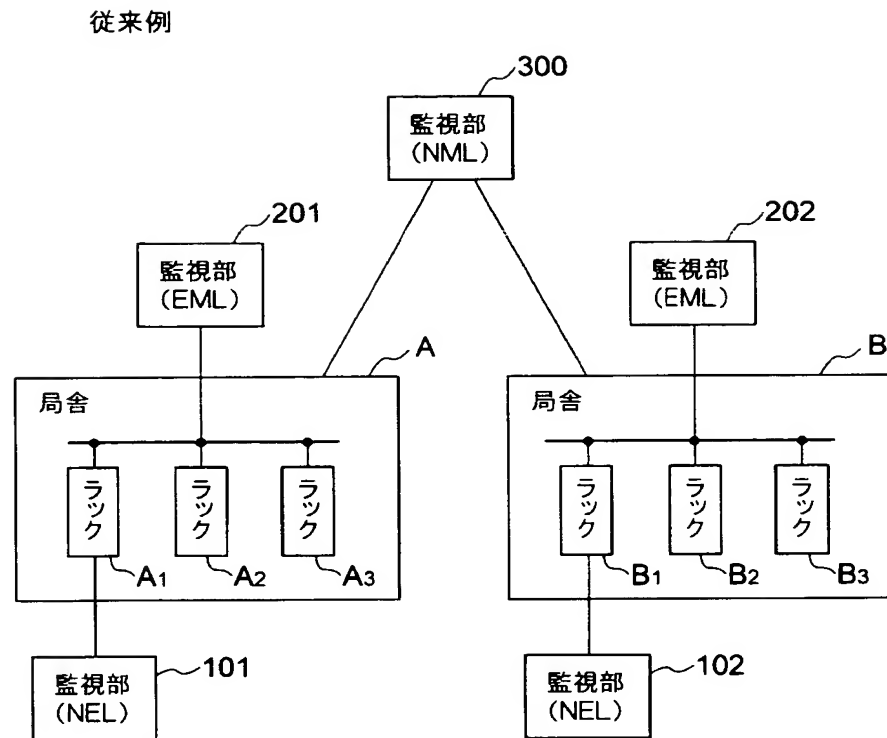 従来例
300
監視部
(NML)
201
監視部
(EML)
202
監視部
(EML)
A
局舎
ラック
ラック
ラック
A1
A2
A3
B
局舎
ラック
ラック
ラック
B1
B2
B3
101
監視部
(NEL)
102
監視部
(NEL)